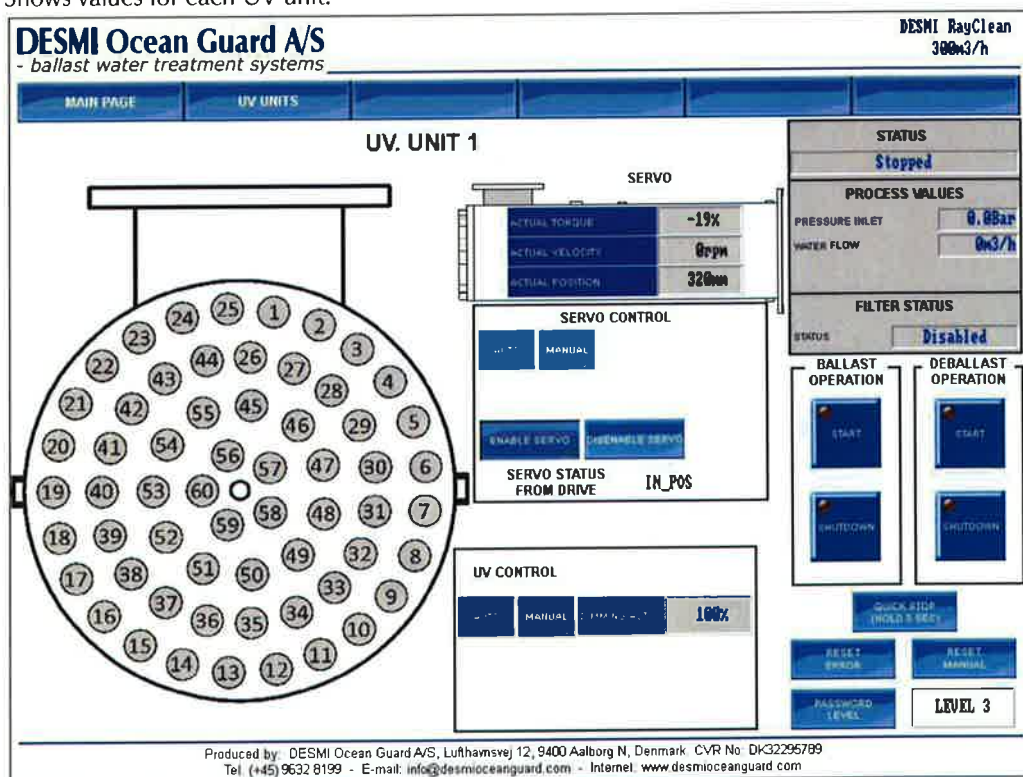 Shows values for each UV unit.
DESMI Ocean Guard A/S
- ballast water treatment systems
DESMI RayClean
300m3/h
MAIN PAGE
UV UNITS
UV. UNIT 1
SERVO
ACTUAL TORQUE -19%
ACTUAL VELOCITY 0rpm
ACTUAL POSITION 320mm
SERVO CONTROL
MANUAL
ENABLE SERVO
DISENABLE SERVO
SERVO STATUS
FROM DRIVE
IN_POS
UV CONTROL
MANUAL
100%
STATUS
Stopped
PROCESS VALUES
PRESSURE INLET 0.0Bar
WATER FLOW 0m3/h
FILTER STATUS
STATUS Disabled
BALLAST
OPERATION
START
SHUTDOWN
DEBALLAST
OPERATION
START
SHUTDOWN
QUICK STOP
(HOLD 5 SEC)
RESET
ERROR
RESET
MANUAL
PASSWORD
LEVEL
LEVEL 3
25 1
24 2
23 3
22 44 26 27 4
21 43 28 5
42 55 45 46 29
20 41 54 56 57 47 30 6
19 40 53 60 58 48 31 7
18 39 52 59 49 32 8
17 38 51 50 33 9
16 37 36 35 34 10
15 14 13 12 11
Produced by: DESMI Ocean Guard A/S, Lufthavnsvej 12, 9400 Aalborg N, Denmark. CVR No: DK32295789
Tel. (+45) 9632 8199 - E-mail: info@desmioceanguard.com - Internet: www.desmioceanguard.com